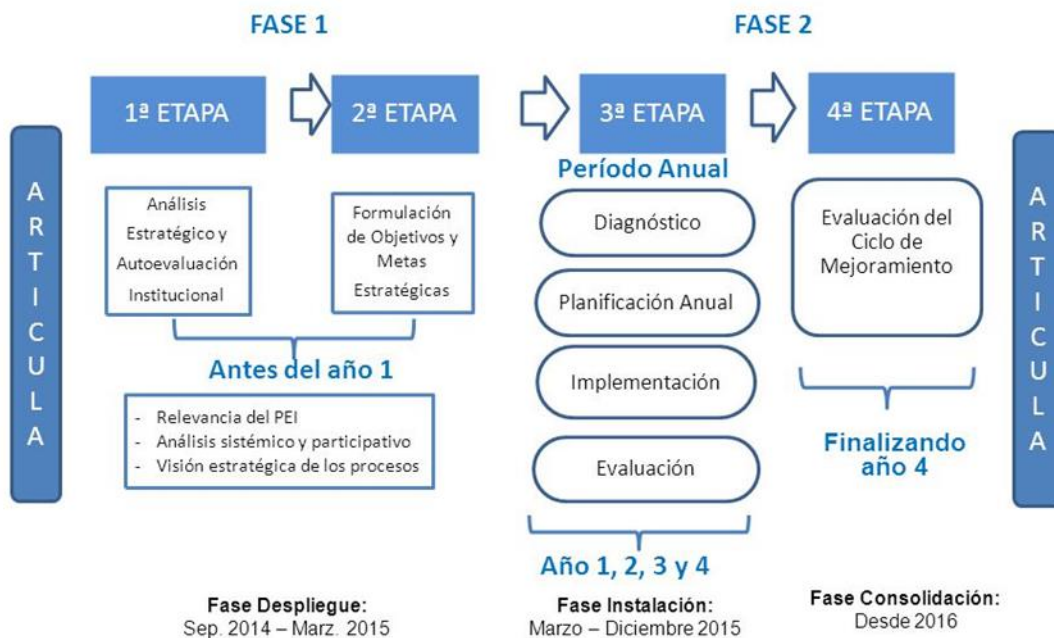 FASE 1
FASE 2
1ª ETAPA
2ª ETAPA
3ª ETAPA
4ª ETAPA
ARTICULA
Análisis
Estratégico y
Autoevaluación
Institucional
Formulación
de Objetivos y
Metas
Estratégicas
Antes del año 1
- Relevancia del PEI
- Análisis sistémico y participativo
- Visión estratégica de los procesos
Período Anual
Diagnóstico
Planificación Anual
Implementación
Evaluación
Año 1, 2, 3 y 4
Evaluación del
Ciclo de
Mejoramiento
Finalizando
año 4
ARTICULA
Fase Despliegue:
Sep. 2014 – Marz. 2015
Fase Instalación:
Marzo – Diciembre 2015
Fase Consolidación:
Desde 2016